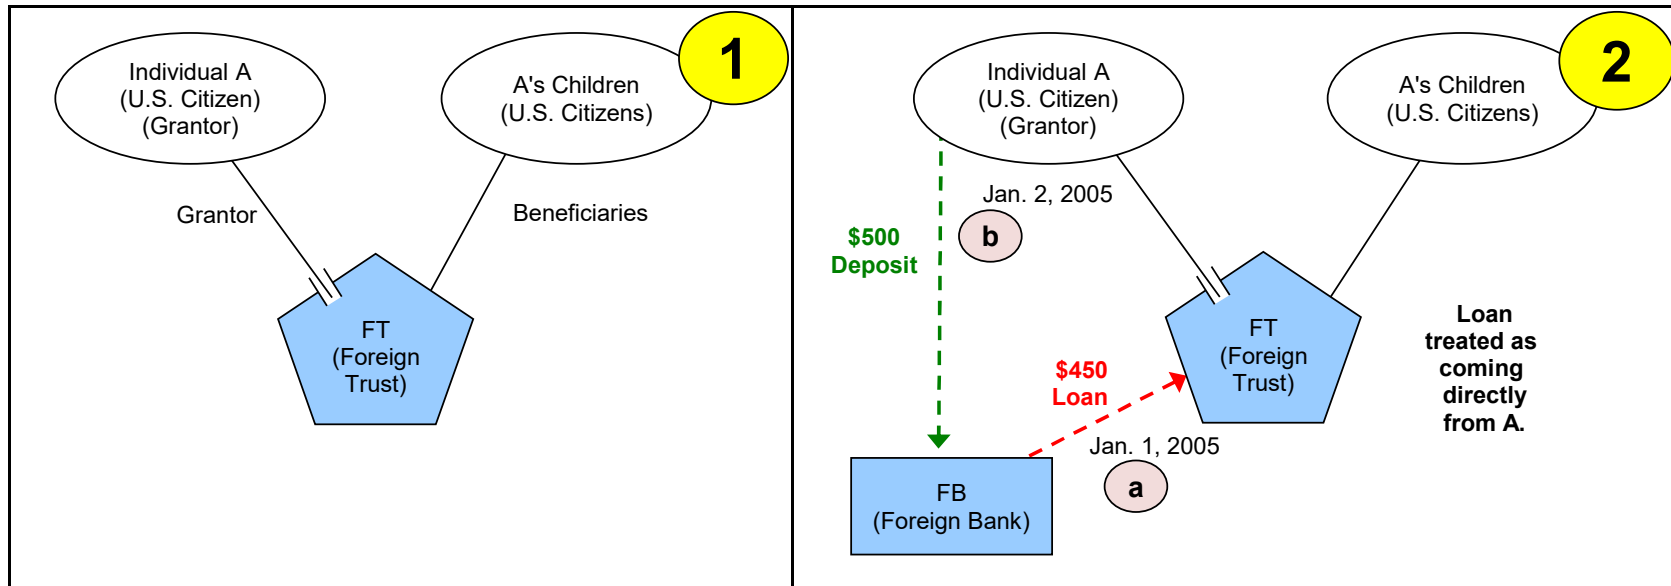 Individual A
(U.S. Citizen)
(Grantor)
A's Children
(U.S. Citizens)
1
Grantor
Beneficiaries
FT
(Foreign
Trust)
Individual A
(U.S. Citizen)
(Grantor)
A's Children
(U.S. Citizens)
2
Jan. 2, 2005
b
$500
Deposit
FT
(Foreign
Trust)
Loan
treated as
coming
directly
from A.
$450
Loan
Jan. 1, 2005
a
FB
(Foreign Bank)